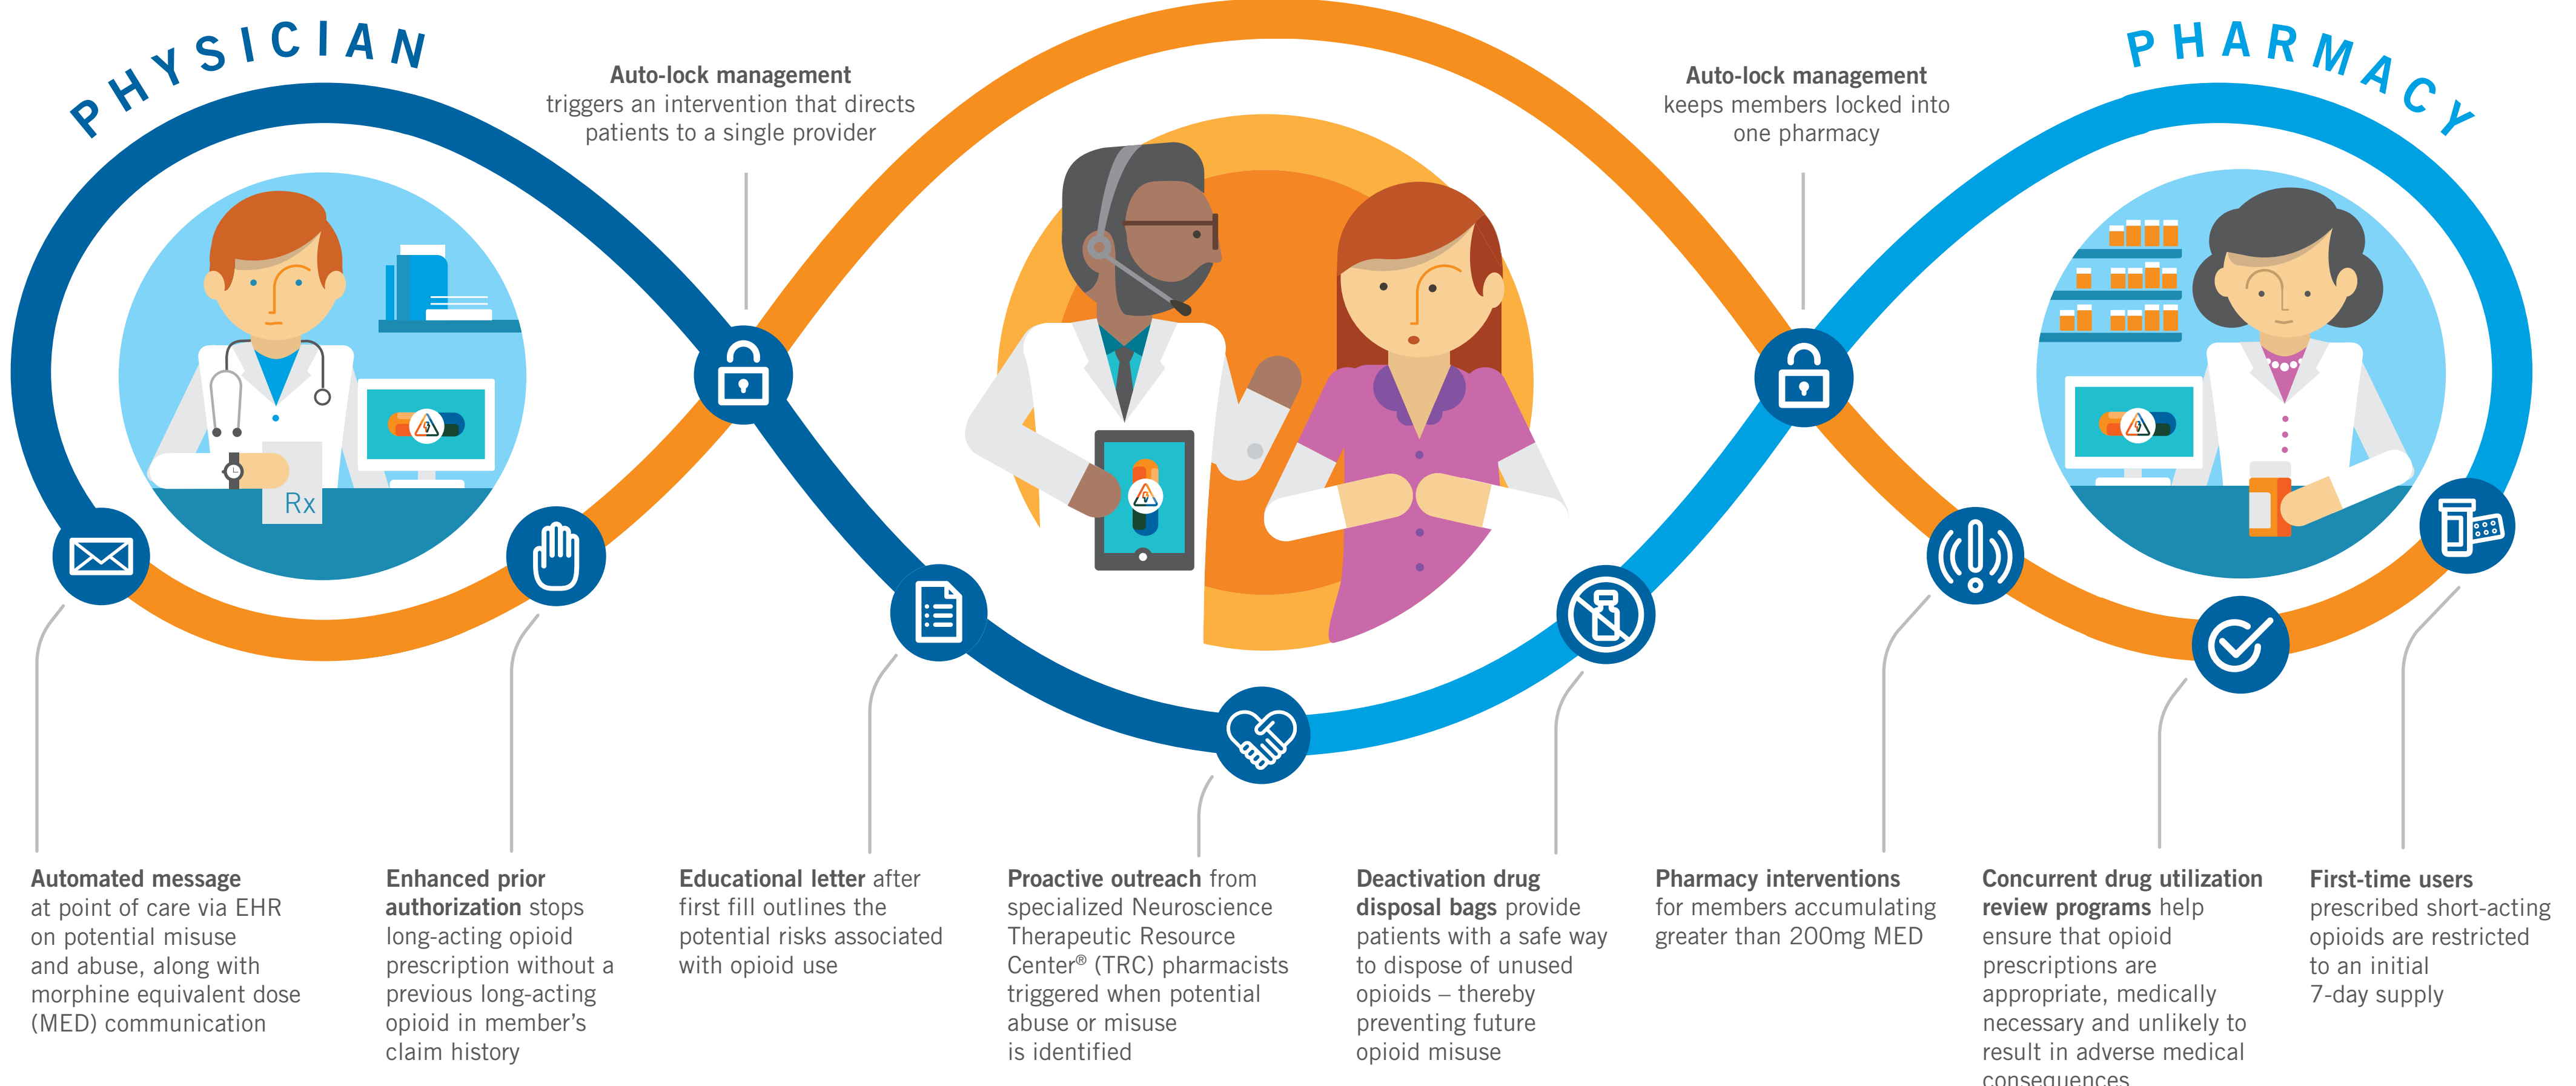 PHYSICIAN
PHARMACY
Auto-lock management
triggers an intervention that directs
patients to a single provider
Auto-lock management
keeps members locked into
one pharmacy
Rx
Automated message
at point of care via EHR
on potential misuse
and abuse, along with
morphine equivalent dose
(MED) communication
Enhanced prior
authorization stops
long-acting opioid
prescription without a
previous long-acting
opioid in member’s
claim history
Educational letter after
first fill outlines the
potential risks associated
with opioid use
Proactive outreach from
specialized Neuroscience
Therapeutic Resource
Center® (TRC) pharmacists
triggered when potential
abuse or misuse
is identified
Deactivation drug
disposal bags provide
patients with a safe way
to dispose of unused
opioids – thereby
preventing future
opioid misuse
Pharmacy interventions
for members accumulating
greater than 200mg MED
Concurrent drug utilization
review programs help
ensure that opioid
prescriptions are
appropriate, medically
necessary and unlikely to
result in adverse medical
consequences
First-time users
prescribed short-acting
opioids are restricted
to an initial
7-day supply